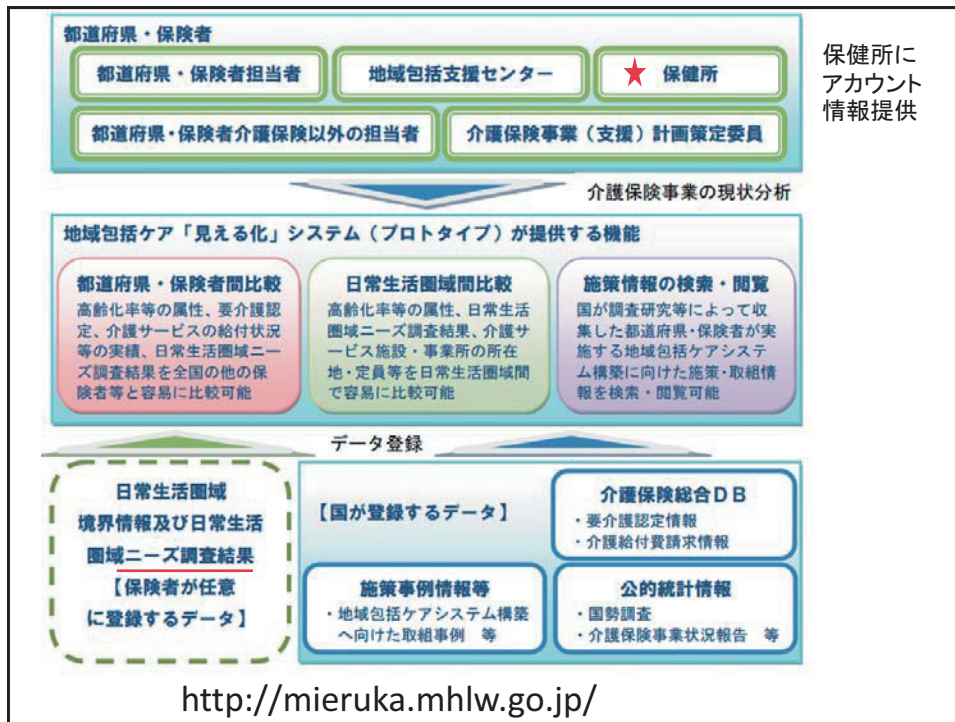 都道府県・保険者
都道府県・保険者担当者
地域包括支援センター
★ 保健所
都道府県・保険者介護保険以外の担当者
介護保険事業（支援）計画策定委員
保健所に
アカウント
情報提供
介護保険事業の現状分析
地域包括ケア「見える化」システム（プロトタイプ）が提供する機能
都道府県・保険者間比較
高齢化率等の属性、要介護認
定、介護サービスの給付状況
等の実績、日常生活圏域ニー
ズ調査結果を全国の他の保
険者等と容易に比較可能
日常生活圏域間比較
高齢化率等の属性、日常生活
圏域ニーズ調査結果、介護サ
ービス施設・事業所の所在
地・定員等を日常生活圏域間
で容易に比較可能
施策情報の検索・閲覧
国が調査研究等によって収
集した都道府県・保険者が実
施する地域包括ケアシステ
ム構築に向けた施策・取組情
報を検索・閲覧可能
データ登録
日常生活圏域
境界情報及び日常生活
圏域ニーズ調査結果
【保険者が任意
に登録するデータ】
【国が登録するデータ】
介護保険総合ＤＢ
・要介護認定情報
・介護給付費請求情報
施策事例情報等
・地域包括ケアシステム構築
へ向けた取組事例　等
公的統計情報
・国勢調査
・介護保険事業状況報告　等
http://mieruka.mhlw.go.jp/